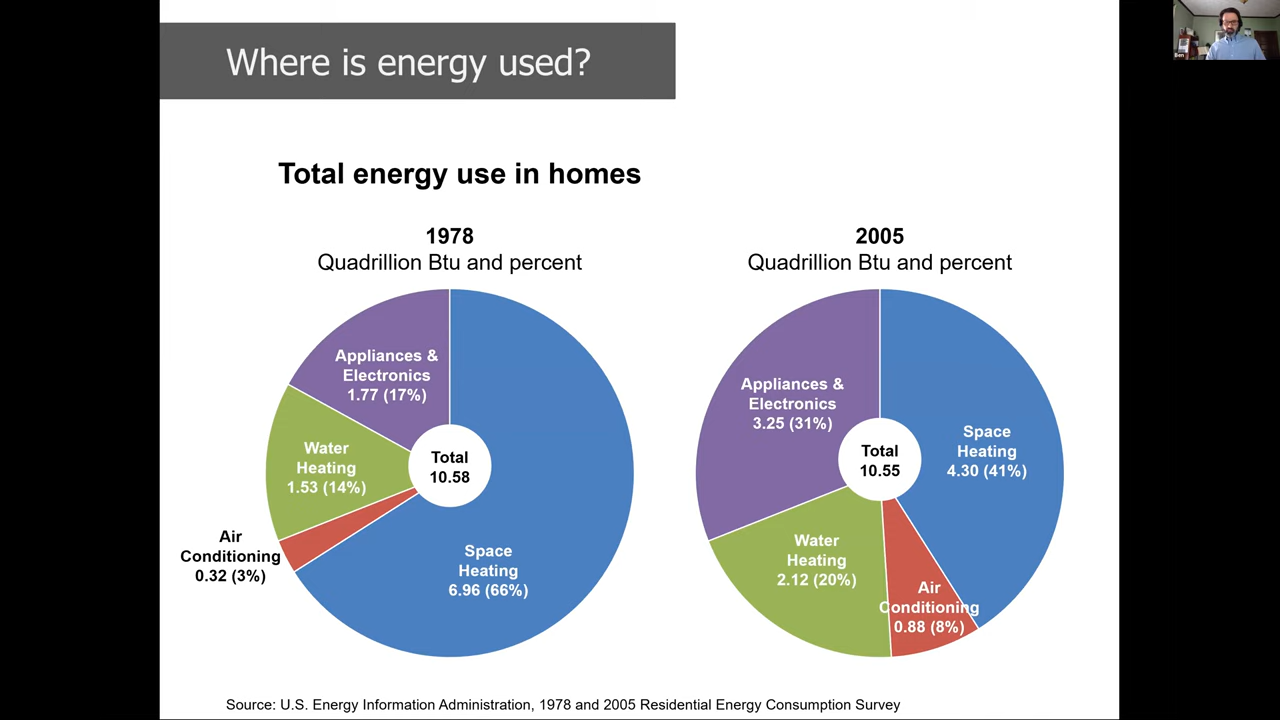 Where is energy used?
Total energy use in homes
1978
Quadrillion Btu and percent
Appliances &
Electronics
1.77 (17%)
Water
Heating
1.53 (14%)
Air
Conditioning
0.32 (3%)
Total
10.58
Space
Heating
6.96 (66%)
2005
Quadrillion Btu and percent
Appliances &
Electronics
3.25 (31%)
Total
10.55
Space
Heating
4.30 (41%)
Water
Heating
2.12 (20%)
Air
Conditioning
0.88 (8%)
Source: U.S. Energy Information Administration, 1978 and 2005 Residential Energy Consumption Survey
Ben